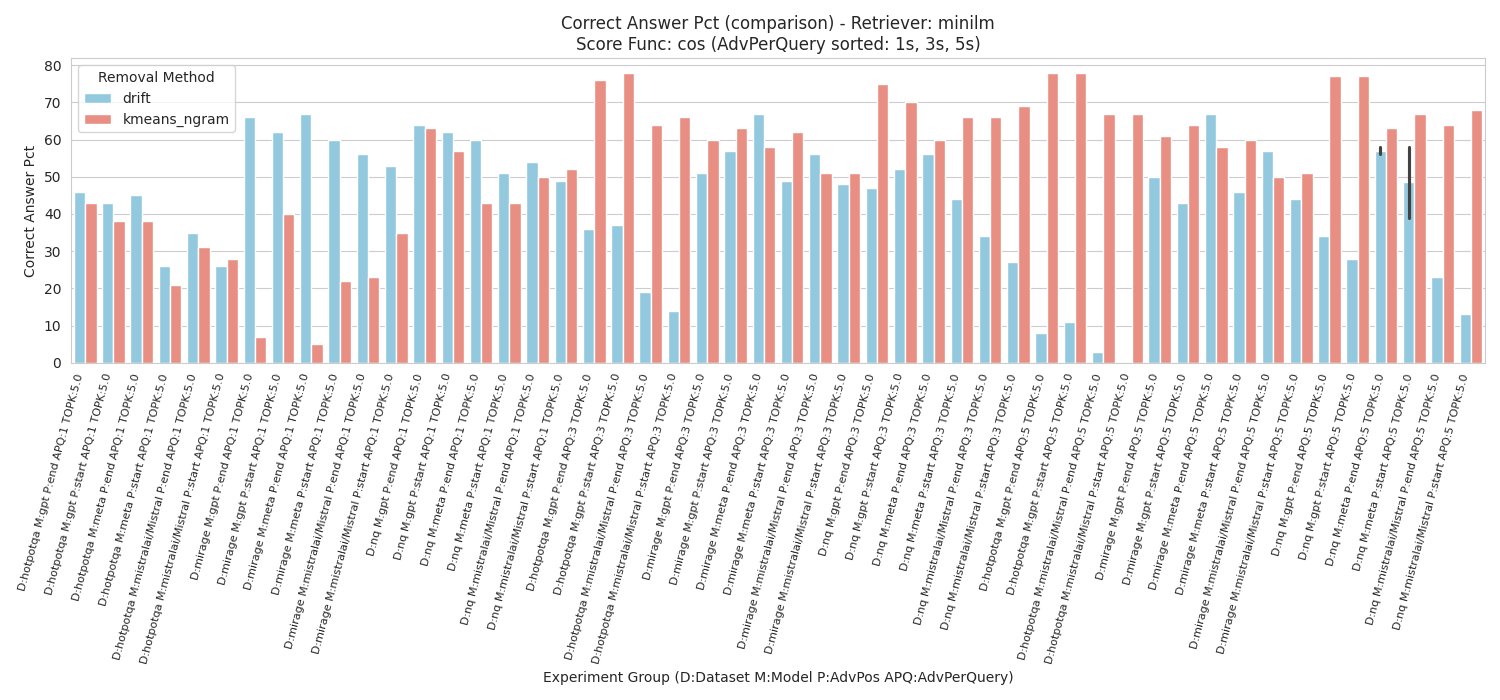 Correct Answer Pct (comparison) - Retriever: minilm
Score Func: cos (AdvPerQuery sorted: 1s, 3s, 5s)
Removal Method
drift
kmeans_ngram
Correct Answer Pct
80
70
60
50
40
30
20
10
0
D:hotpotqa M:gpt P:end APQ:1 TOPK:5.0
D:hotpotqa M:gpt P:start APQ:1 TOPK:5.0
D:hotpotqa M:meta P:end APQ:1 TOPK:5.0
D:hotpotqa M:meta P:start APQ:1 TOPK:5.0
D:hotpotqa M:mistralai/Mistral P:end APQ:1 TOPK:5.0
D:hotpotqa M:mistralai/Mistral P:start APQ:1 TOPK:5.0
D:mirage M:gpt P:end APQ:1 TOPK:5.0
D:mirage M:gpt P:start APQ:1 TOPK:5.0
D:mirage M:meta P:end APQ:1 TOPK:5.0
D:mirage M:meta P:start APQ:1 TOPK:5.0
D:mirage M:mistralai/Mistral P:end APQ:1 TOPK:5.0
D:mirage M:mistralai/Mistral P:start APQ:1 TOPK:5.0
D:nq M:gpt P:end APQ:1 TOPK:5.0
D:nq M:gpt P:start APQ:1 TOPK:5.0
D:nq M:meta P:end APQ:1 TOPK:5.0
D:nq M:meta P:start APQ:1 TOPK:5.0
D:nq M:mistralai/Mistral P:end APQ:1 TOPK:5.0
D:nq M:mistralai/Mistral P:start APQ:1 TOPK:5.0
D:hotpotqa M:gpt P:end APQ:3 TOPK:5.0
D:hotpotqa M:gpt P:start APQ:3 TOPK:5.0
D:hotpotqa M:mistralai/Mistral P:end APQ:3 TOPK:5.0
D:hotpotqa M:mistralai/Mistral P:start APQ:3 TOPK:5.0
D:mirage M:gpt P:end APQ:3 TOPK:5.0
D:mirage M:gpt P:start APQ:3 TOPK:5.0
D:mirage M:meta P:end APQ:3 TOPK:5.0
D:mirage M:meta P:start APQ:3 TOPK:5.0
D:mirage M:mistralai/Mistral P:end APQ:3 TOPK:5.0
D:mirage M:mistralai/Mistral P:start APQ:3 TOPK:5.0
D:nq M:gpt P:end APQ:3 TOPK:5.0
D:nq M:gpt P:start APQ:3 TOPK:5.0
D:nq M:meta P:end APQ:3 TOPK:5.0
D:nq M:meta P:start APQ:3 TOPK:5.0
D:nq M:mistralai/Mistral P:end APQ:3 TOPK:5.0
D:nq M:mistralai/Mistral P:start APQ:3 TOPK:5.0
D:hotpotqa M:gpt P:end APQ:5 TOPK:5.0
D:hotpotqa M:gpt P:start APQ:5 TOPK:5.0
D:hotpotqa M:mistralai/Mistral P:end APQ:5 TOPK:5.0
D:hotpotqa M:mistralai/Mistral P:start APQ:5 TOPK:5.0
D:mirage M:gpt P:end APQ:5 TOPK:5.0
D:mirage M:gpt P:start APQ:5 TOPK:5.0
D:mirage M:meta P:end APQ:5 TOPK:5.0
D:mirage M:meta P:start APQ:5 TOPK:5.0
D:mirage M:mistralai/Mistral P:end APQ:5 TOPK:5.0
D:mirage M:mistralai/Mistral P:start APQ:5 TOPK:5.0
D:nq M:gpt P:end APQ:5 TOPK:5.0
D:nq M:gpt P:start APQ:5 TOPK:5.0
D:nq M:meta P:end APQ:5 TOPK:5.0
D:nq M:meta P:start APQ:5 TOPK:5.0
D:nq M:mistralai/Mistral P:end APQ:5 TOPK:5.0
D:nq M:mistralai/Mistral P:start APQ:5 TOPK:5.0
Experiment Group (D:Dataset M:Model P:AdvPos APQ:AdvPerQuery)